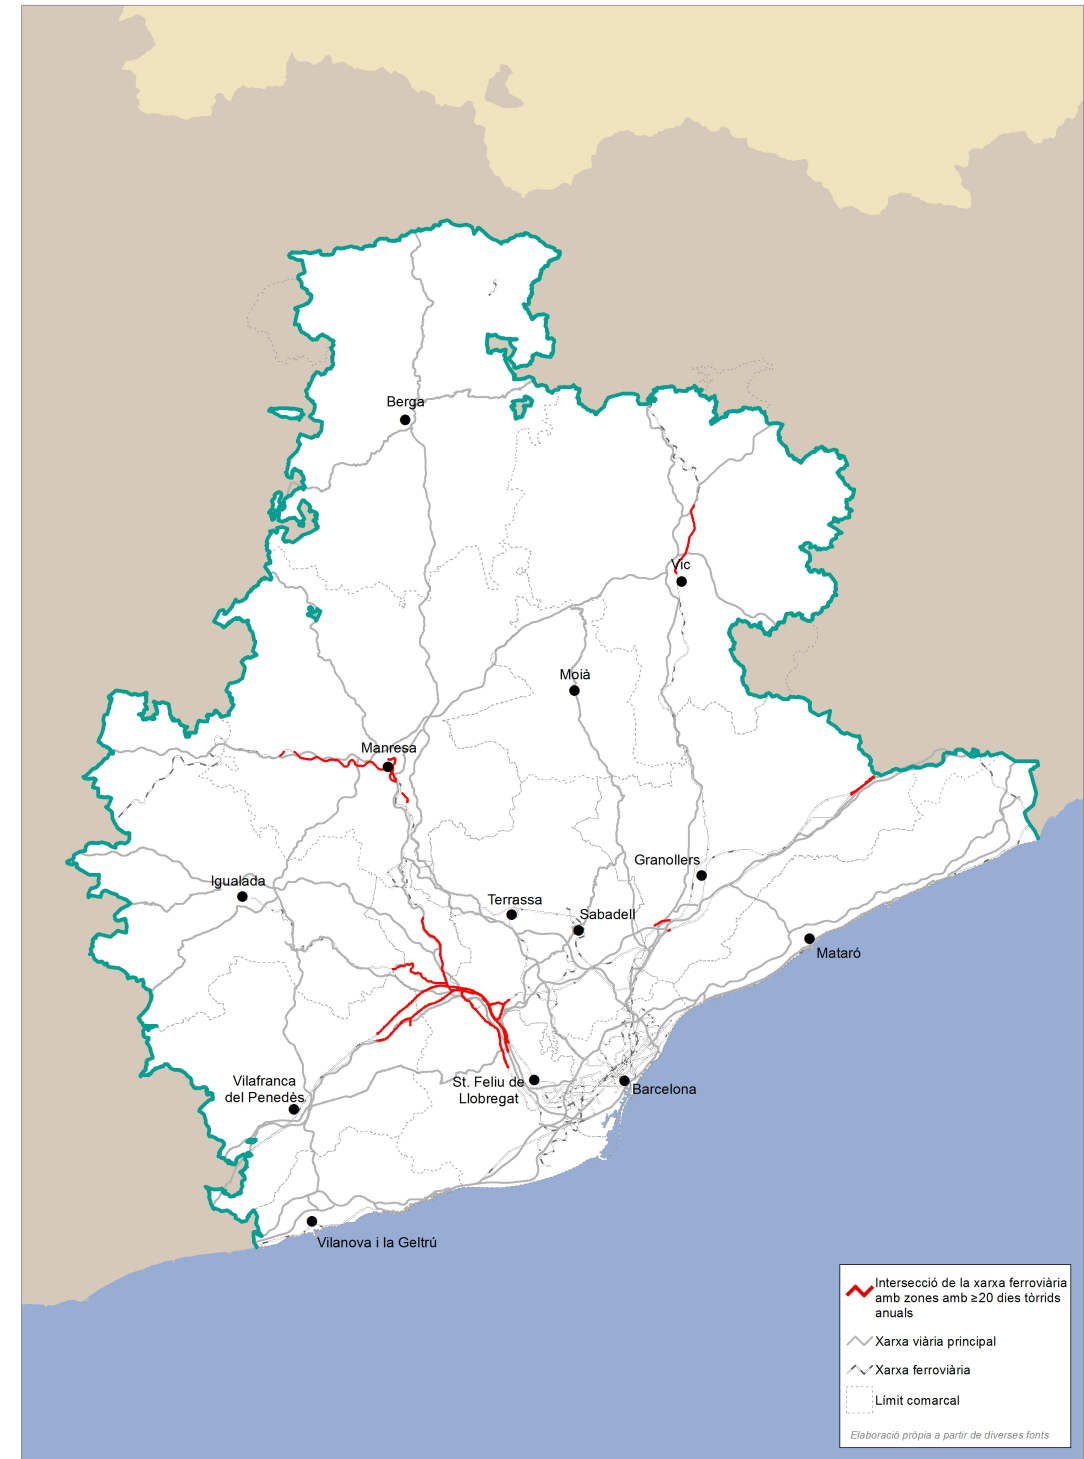 Berga
Vic
Moià
Manresa
Granollers
Igualada
Terrassa
Sabadell
Mataró
Vilafranca
del Penedès
St. Feliu de
Llobregat
Barcelona
Vilanova i la Geltrú
Intersecció de la xarxa ferroviària
amb zones amb ≥20 dies tòrrids
anuals
Xarxa viària principal
Xarxa ferroviària
Límit comarcal
Elaboració pròpia a partir de diverses fonts